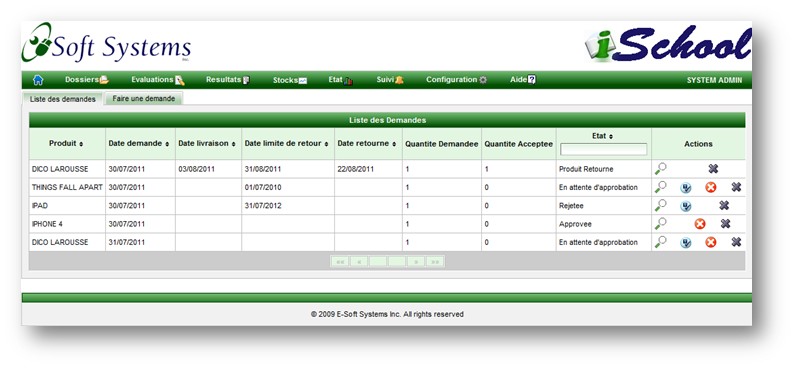 eSoft Systems Inc.
iSchool
Dossiers Evaluations Resultats Stocks Etat Suivi Configuration Aide SYSTEM ADMIN
Liste des demandes Faire une demande
Liste des Demandes
Produit Date demande Date livraison Date limite de retour Date retourne Quantite Demandee Quantite Acceptee Etat Actions
DICO LAROUSSE 30/07/2011 03/08/2011 31/08/2011 22/08/2011 1 1 Produit Retourne
THINGS FALL APART 30/07/2011 01/07/2010 1 0 En attente d'approbation
IPAD 30/07/2011 31/07/2012 1 0 Rejetee
IPHONE 4 30/07/2011 1 0 Approvee
DICO LAROUSSE 31/07/2011 1 0 En attente d'approbation
«« « » »»
© 2009 E-Soft Systems Inc. All rights reserved